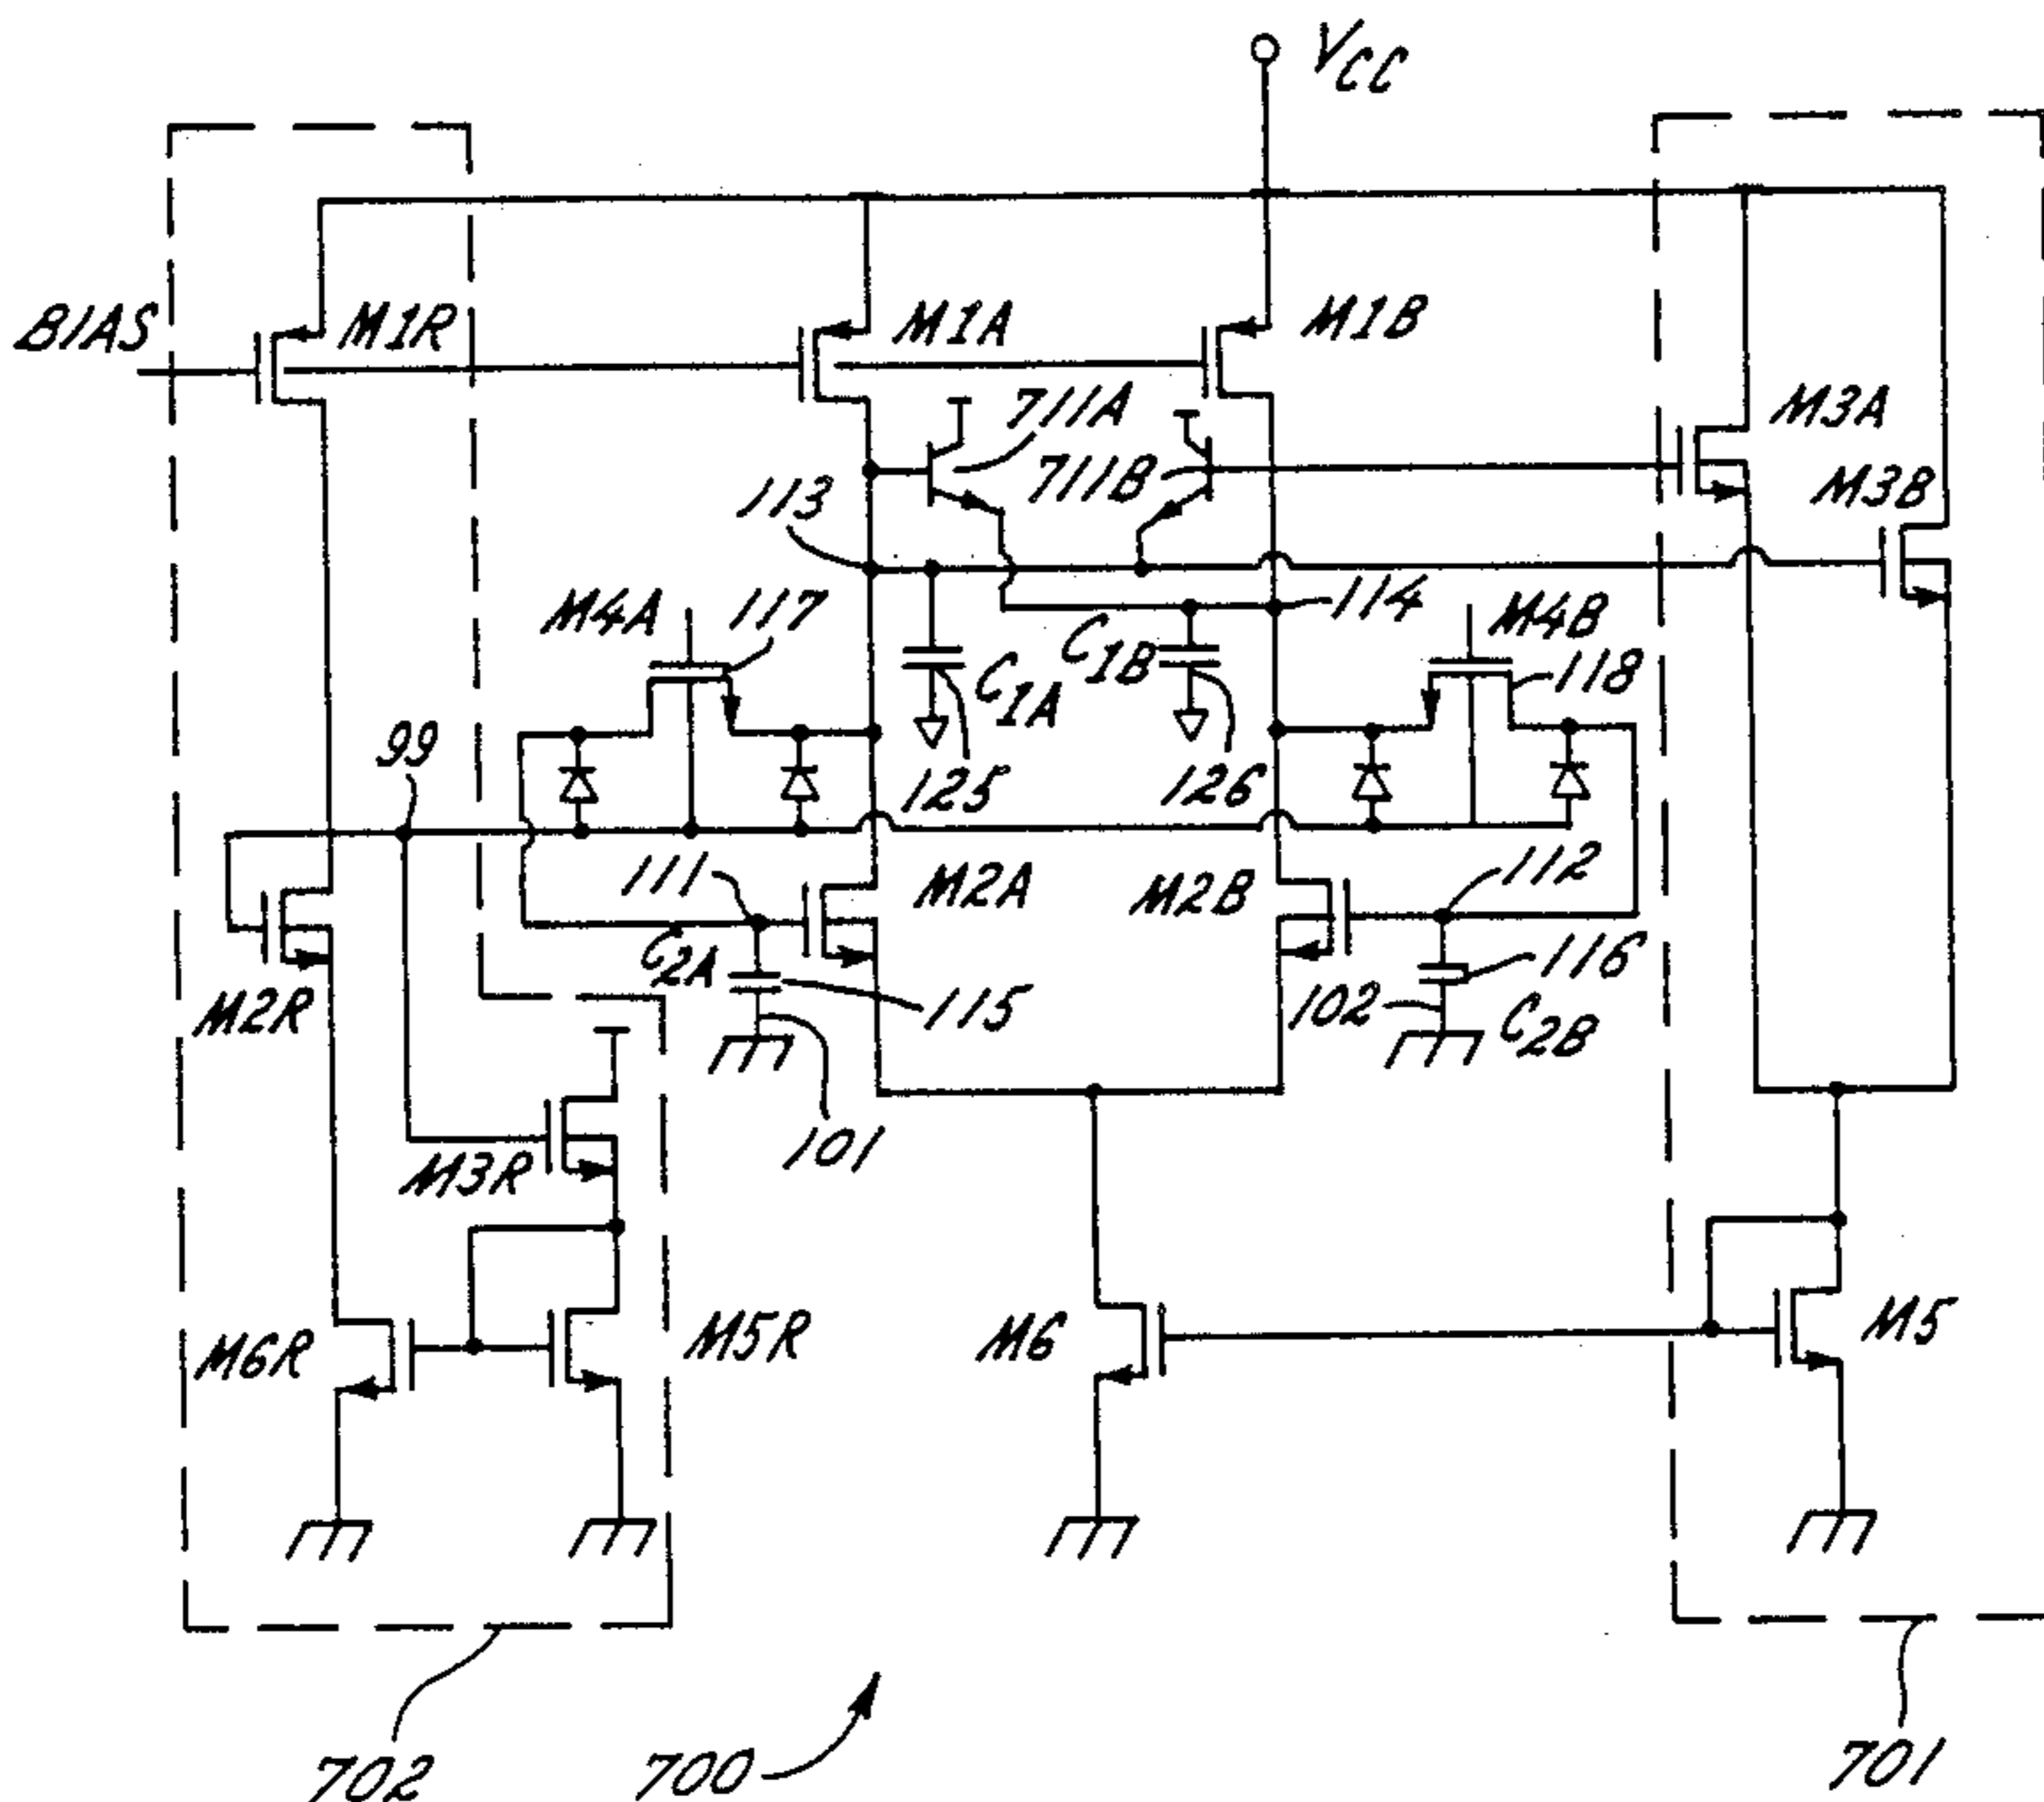 VCC
BIAS
M1R
M1A
M1B
711A
711B
M3A
M3B
113
M4A
117
C1A
C1B
114
M4B
118
99
125
126
111
M2A
M2B
112
C2A
115
116
102
C2B
M2R
101
M3R
M6R
M5R
M6
M5
702
700
701